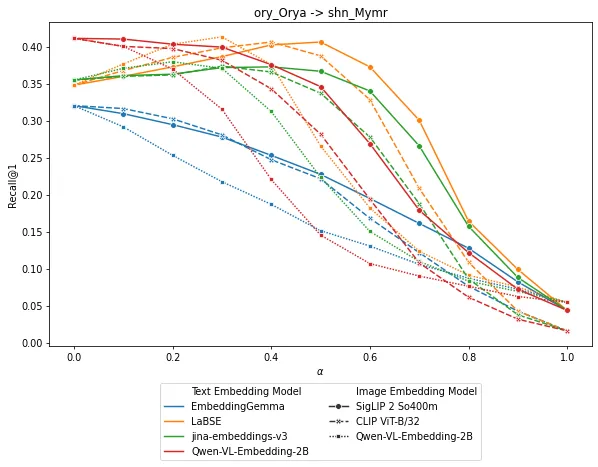 ory_Orya -> shn_Mymr
Recall@1
0.40
0.35
0.30
0.25
0.20
0.15
0.10
0.05
0.00
0.0 0.2 0.4 0.6 0.8 1.0
α
Text Embedding Model Image Embedding Model
EmbeddingGemma SigLIP 2 So400m
LaBSE CLIP ViT-B/32
jina-embeddings-v3 Qwen-VL-Embedding-2B
Qwen-VL-Embedding-2B